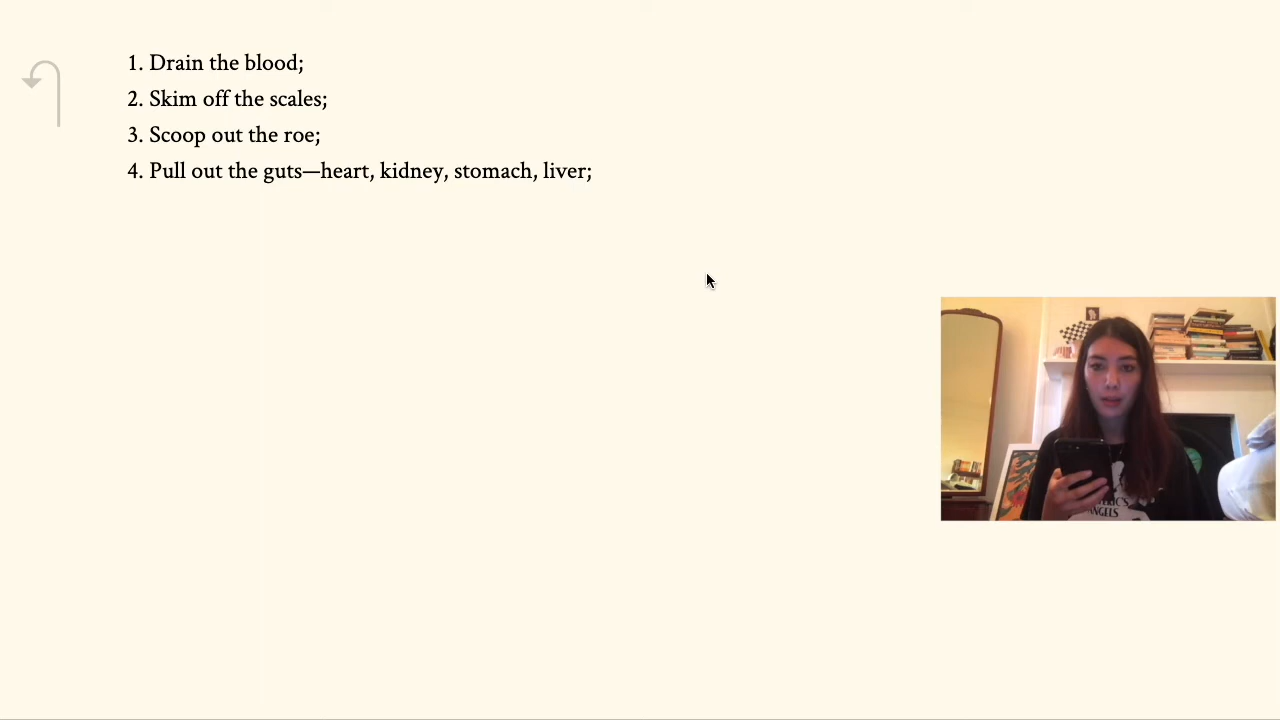 1. Drain the blood;
2. Skim off the scales;
3. Scoop out the roe;
4. Pull out the guts—heart, kidney, stomach, liver;
ANGELS